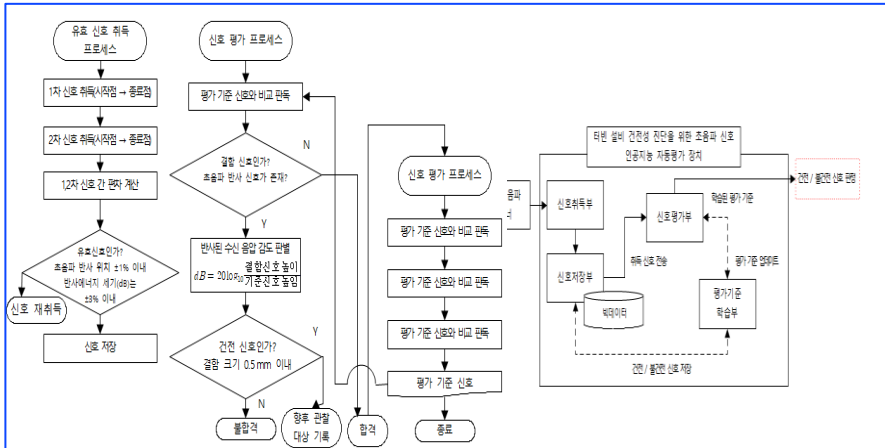 유효 신호 취득
프로세스
1차 신호 취득(시작점 → 종료점)
2차 신호 취득(시작점 → 종료점)
1,2차 신호 간 편차 계산
유효신호인가?
초음파 반사 위치 ±1% 이내
반사에너지 세기(dB)는
±3% 이내
신호 재취득
신호 저장
신호 평가 프로세스
평가 기준 신호와 비교 판독
N
결함 신호인가?
초음파 반사 신호가 존재?
Y
반사된 수신 음압 감도 판별
dB = 20log₁₀ 결함신호높이
기준신호높임
Y
건전 신호인가?
결함 크기 0.5 mm 이내
N
불합격
향후 관찰
대상 기록
합격
신호 평가 프로세스
평가 기준 신호와 비교 판독
평가 기준 신호와 비교 판독
평가 기준 신호와 비교 판독
평가 기준 신호
종료
터빈 설비 건전성 진단을 위한 초음파 신호
인공지능 자동평가 장치
신호취득부
신호저장부
빅데이터
취득 신호 전송
신호평가부
학습된 평가 기준
평가 기준 업데이트
평가기준
학습부
건전 / 불건전 신호 저장
건전 / 불건전 신호 판정